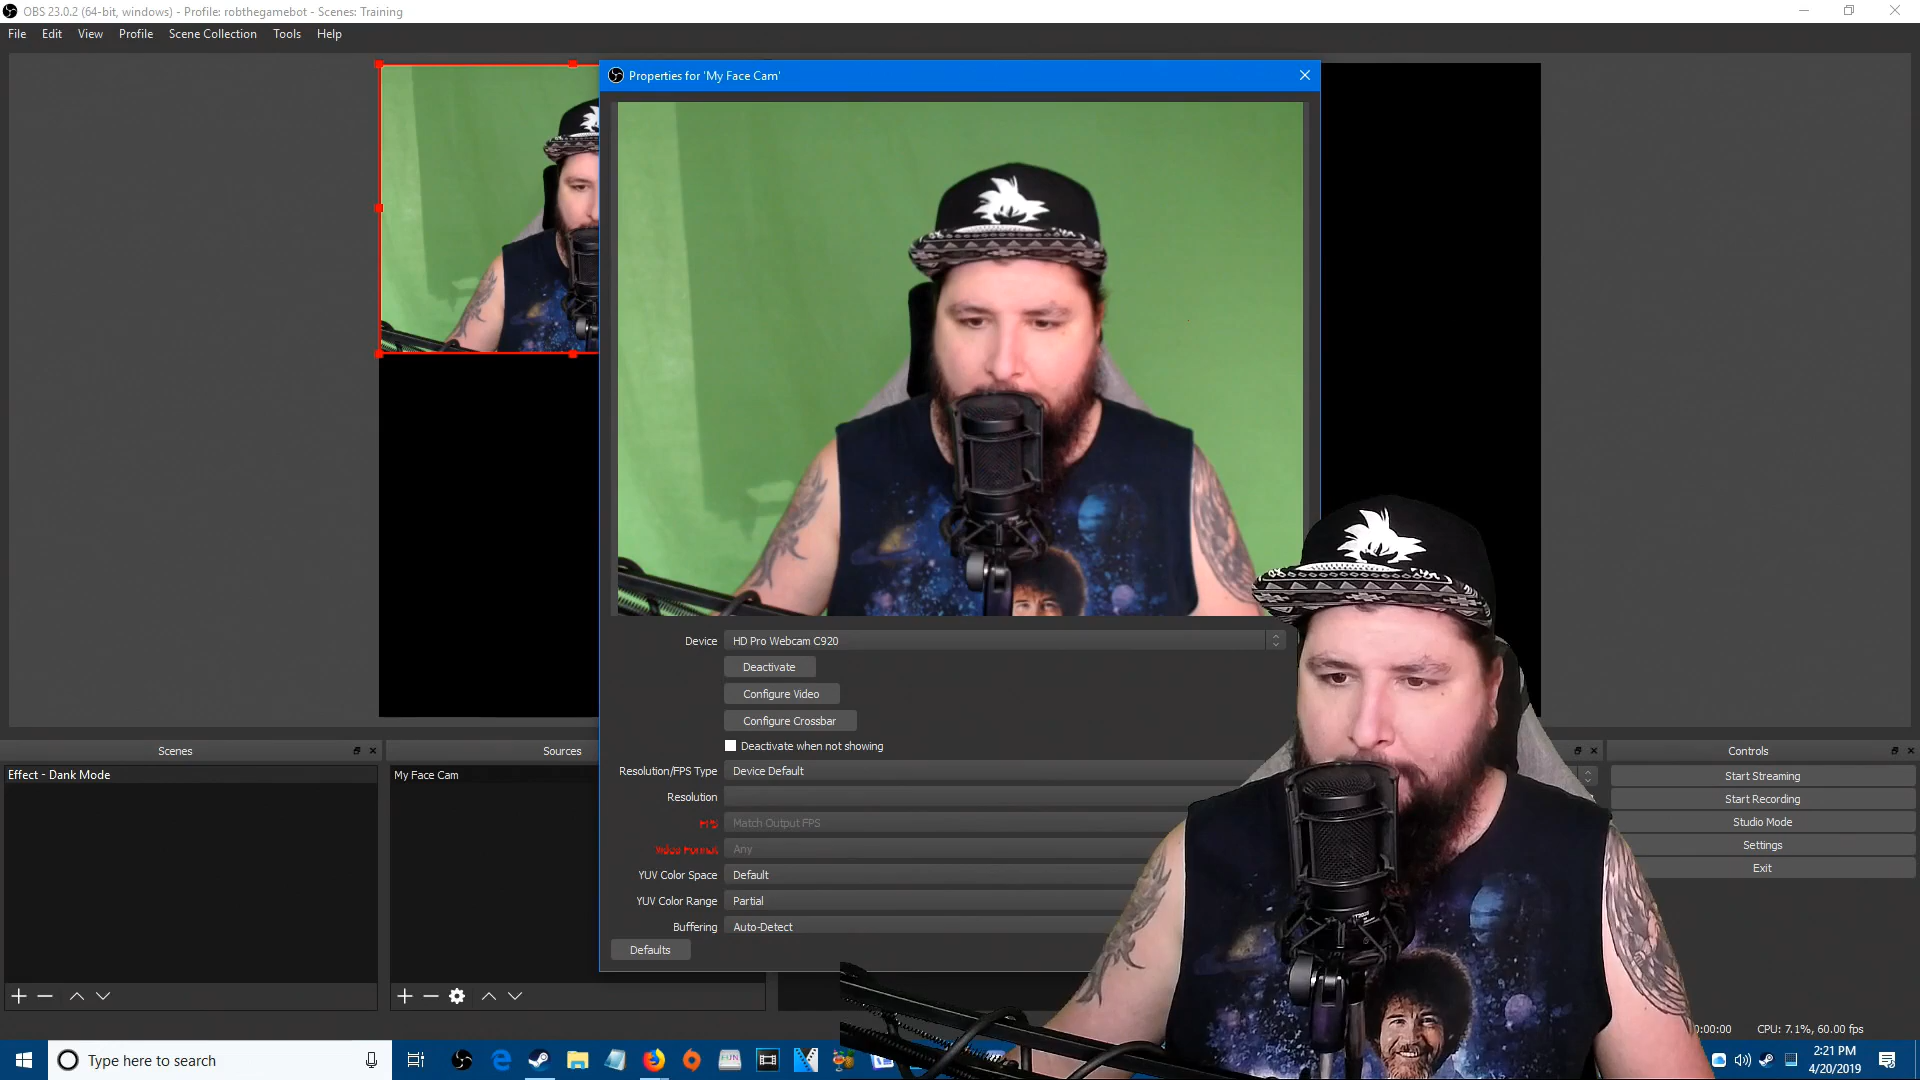 OBS 23.0.2 (64-bit, windows) - Profile: robthegamebot - Scenes: Training
File Edit View Profile Scene Collection Tools Help
Properties for 'My Face Cam'
Device HD Pro Webcam C920
Deactivate
Configure Video
Configure Crossbar
Deactivate when not showing
Resolution/FPS Type Device Default
Resolution
FPS Match Output FPS
Video Format Any
YUV Color Space Default
YUV Color Range Partial
Buffering Auto-Detect
Defaults
Scenes
Effect - Dank Mode
Sources
My Face Cam
Controls
Start Streaming
Start Recording
Studio Mode
Settings
Exit
0:00:00 CPU: 7.1%, 60.00 fps
Type here to search
2:21 PM
4/20/2019